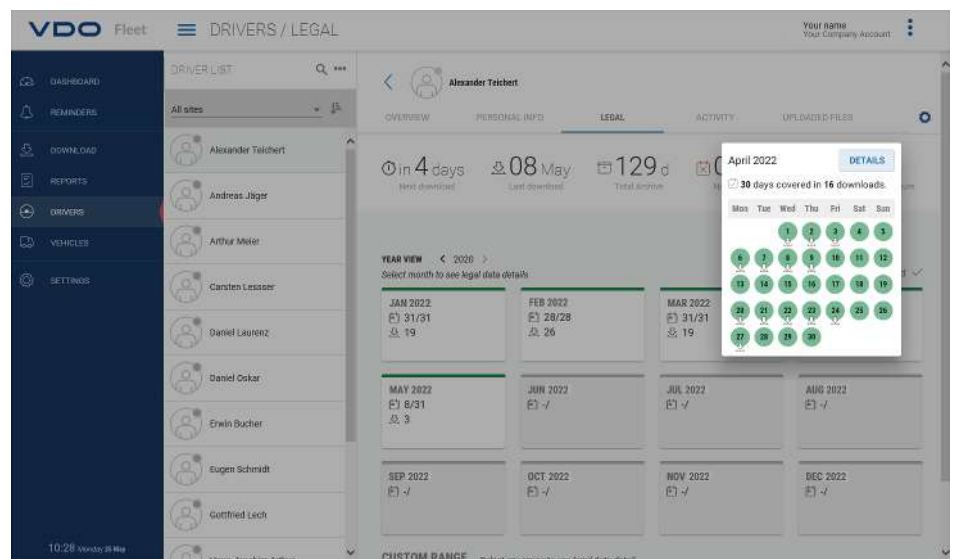 VDO Fleet
DRIVERS / LEGAL
Your name
Your Company Account
DASHBOARD
REMINDERS
DOWNLOAD
REPORTS
DRIVERS
VEHICLES
SETTINGS
10:28 Monday May
DRIVER LIST
All sites
Alexander Teichert
Andreas Jäger
Arthur Meier
Carsten Lesaser
Daniel Laurenz
Daniel Oskar
Erwin Bucher
Eugen Schmidt
Gottfried Lech
Alexander Teichert
OVERVIEW PERSONAL INFO LEGAL ACTIVITY UPLOADED FILES
in 4 days
Next download
08 May
Last download
129 d
Total Archive
YEAR VIEW < 2020 >
Select month to see legal data details
JAN 2022
31/31
19
FEB 2022
28/28
26
MAR 2022
31/31
19
MAY 2022
8/31
3
JUN 2022
-/
JUL 2022
-/
AUG 2022
-/
SEP 2022
-/
OCT 2022
-/
NOV 2022
-/
DEC 2022
-/
CUSTOM RANGE
April 2022
DETAILS
30 days covered in 16 downloads.
Mon Tue Wed Thu Fri Sat Sun
1 2 3 4 5
6 7 8 9 10 11 12
13 14 15 16 17 18 19
20 21 22 23 24 25 26
27 28 29 30